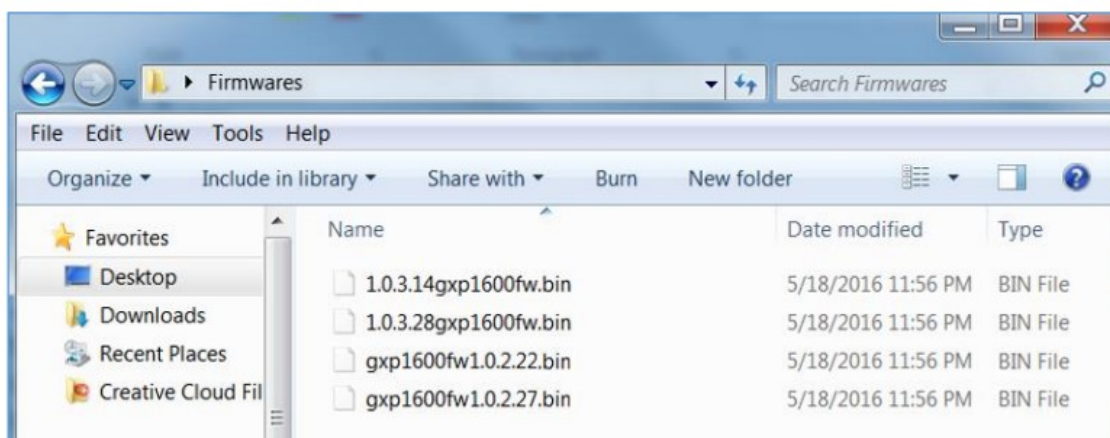 Firmwares
Search Firmwares
File Edit View Tools Help
Organize Include in library Share with Burn New folder
Favorites
Desktop
Downloads
Recent Places
Creative Cloud Fil
Name Date modified Type
1.0.3.14gxp1600fw.bin 5/18/2016 11:56 PM BIN File
1.0.3.28gxp1600fw.bin 5/18/2016 11:56 PM BIN File
gxp1600fw1.0.2.22.bin 5/18/2016 11:56 PM BIN File
gxp1600fw1.0.2.27.bin 5/18/2016 11:56 PM BIN File